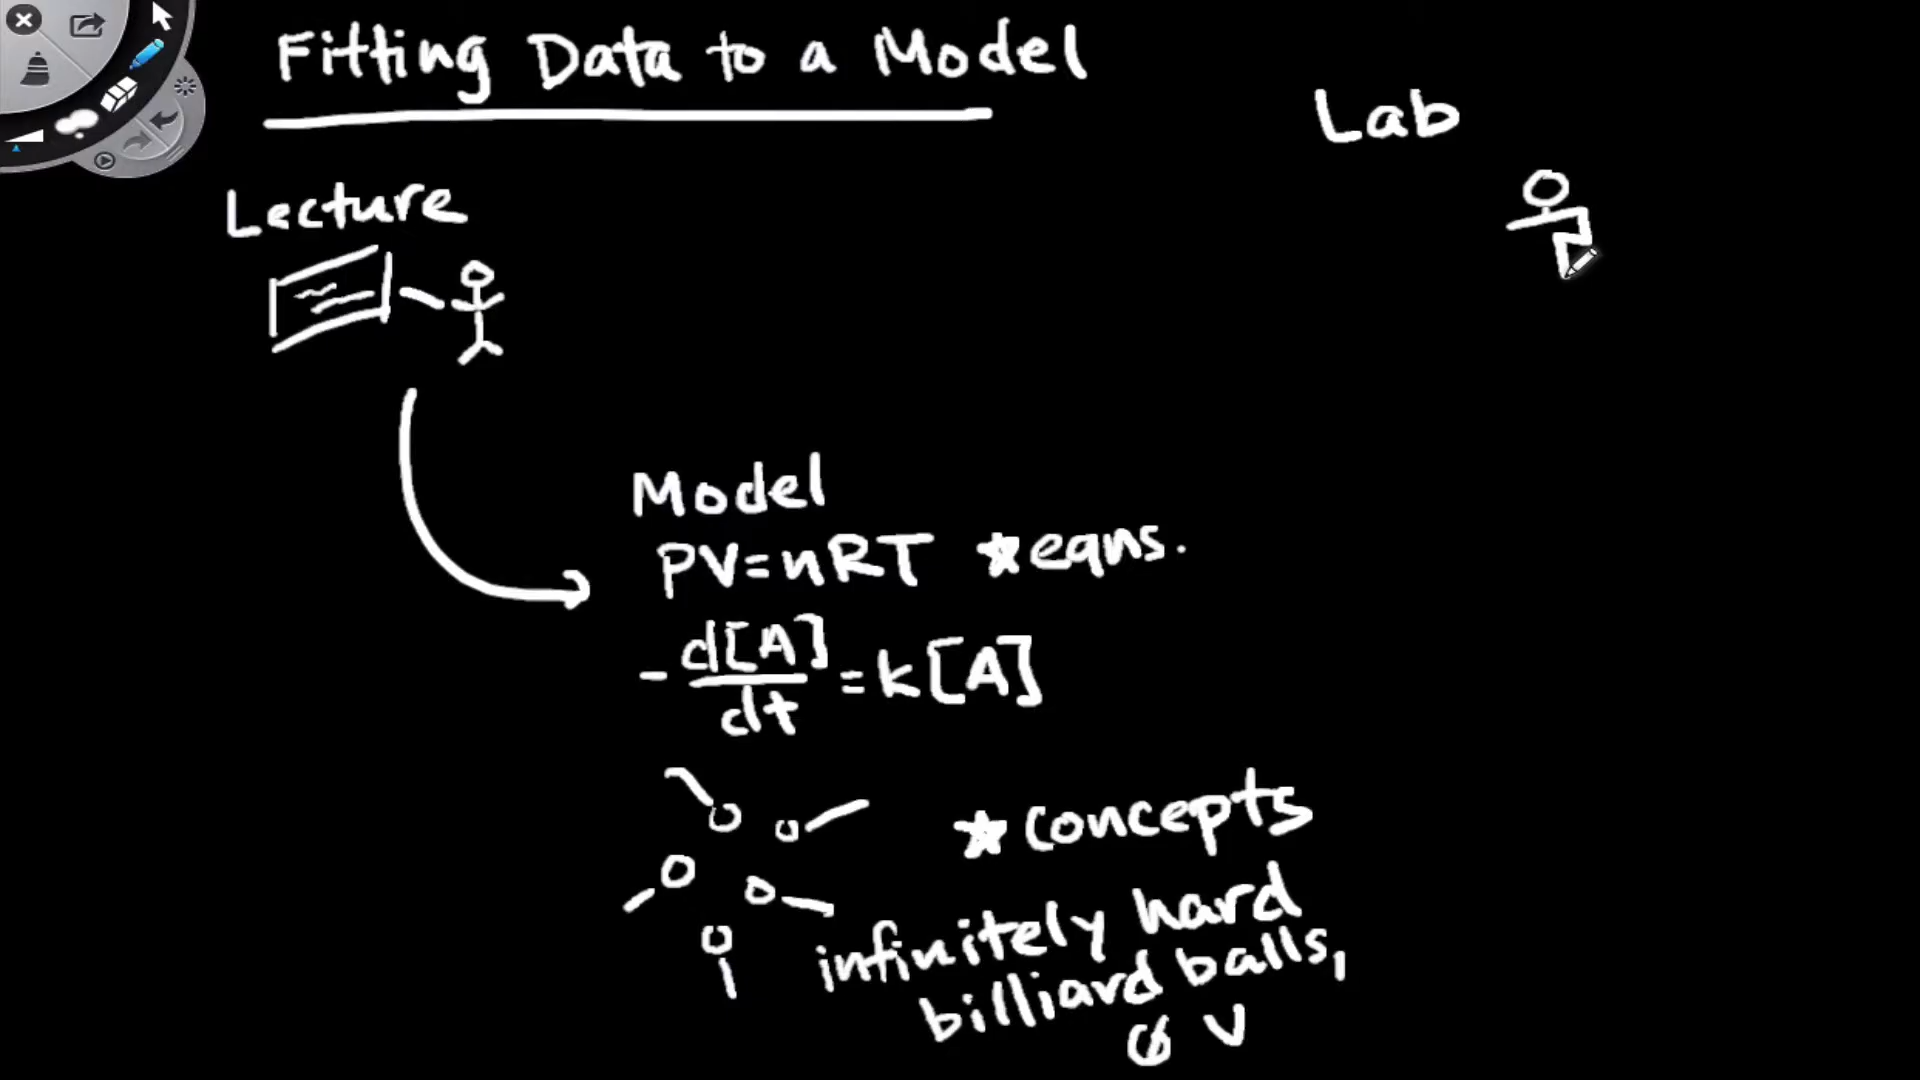 Fitting Data to a Model
Lab
Lecture
Model
PV=nRT *eqns.
- d[A]/dt = k[A]
*concepts
infinitely hard
billiard balls,
∅ V